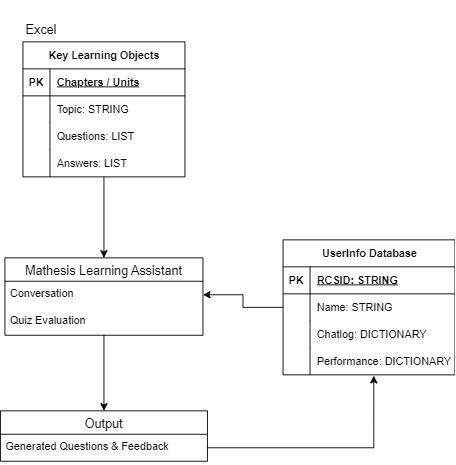 Excel
Key Learning Objects
PK Chapters / Units
Topic: STRING
Questions: LIST
Answers: LIST
Mathesis Learning Assistant
Conversation
Quiz Evaluation
UserInfo Database
PK RCSID: STRING
Name: STRING
Chatlog: DICTIONARY
Performance: DICTIONARY
Output
Generated Questions & Feedback